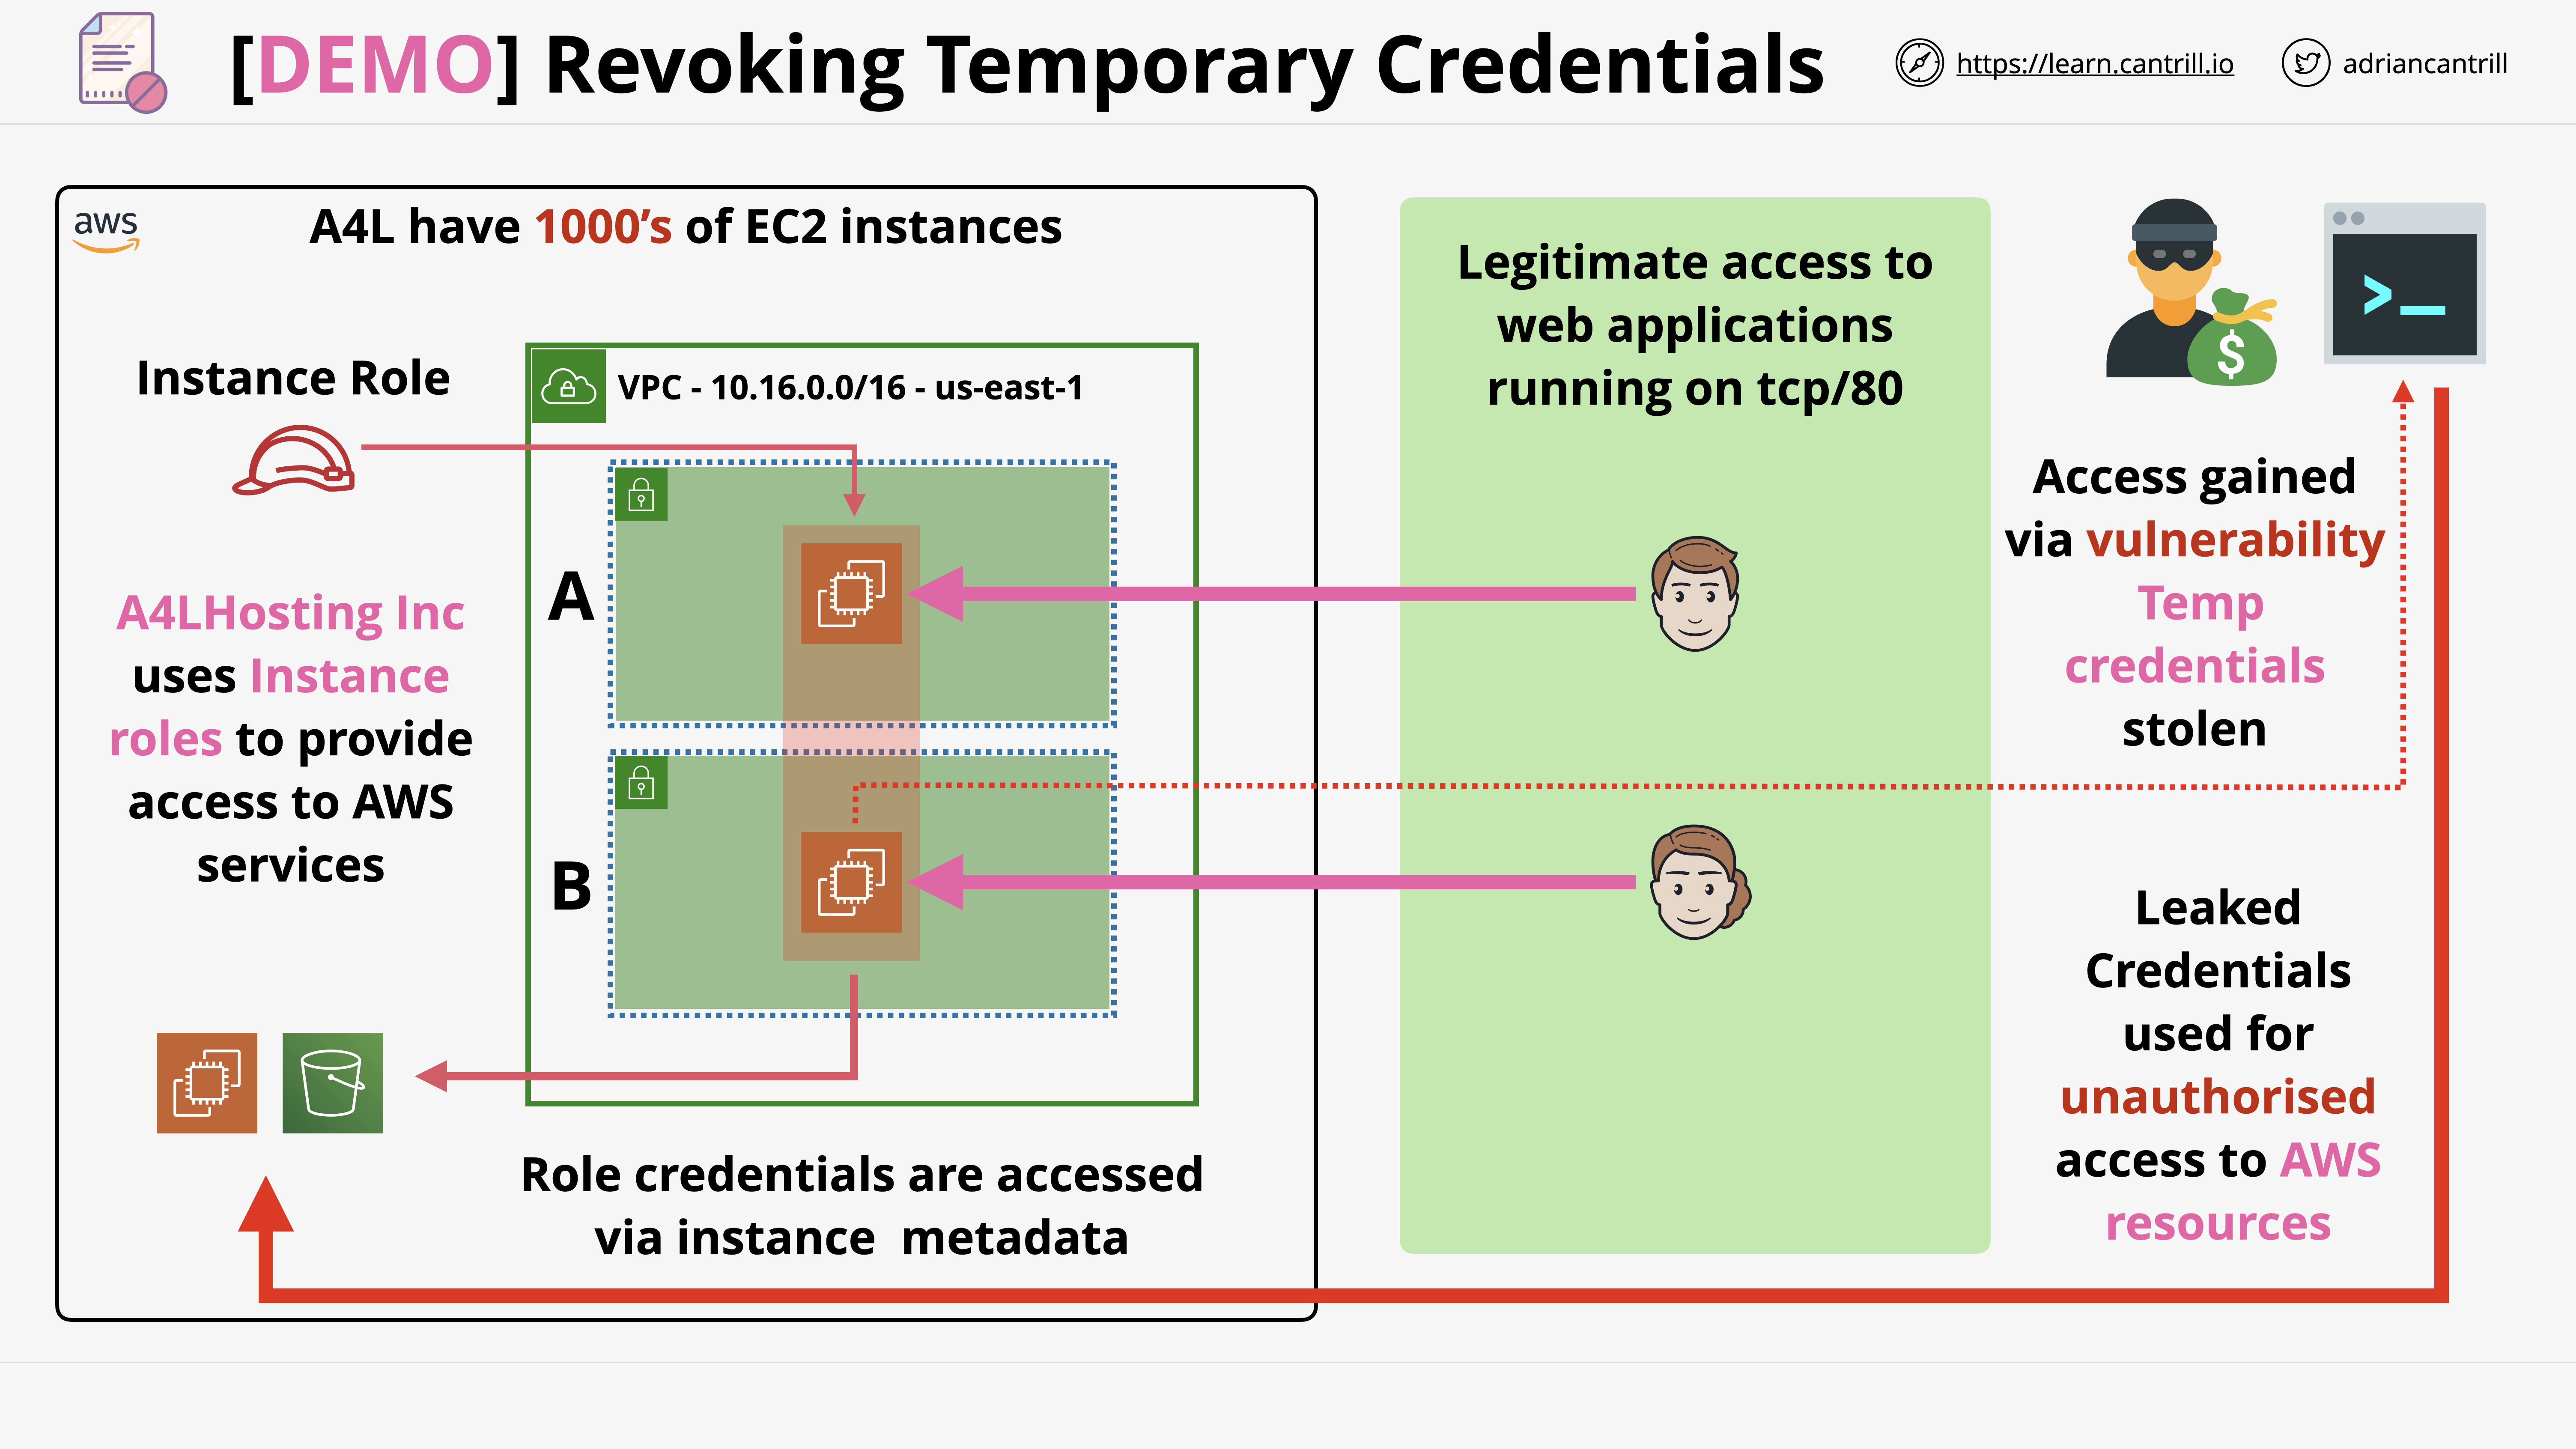 [DEMO] Revoking Temporary Credentials
https://learn.cantrill.io
adriancantrill
aws
A4L have 1000’s of EC2 instances
Instance Role
VPC - 10.16.0.0/16 - us-east-1
A
B
A4LHosting Inc
uses Instance
roles to provide
access to AWS
services
Role credentials are accessed
via instance  metadata
Legitimate access to
web applications
running on tcp/80
$
>_
Access gained
via vulnerability
Temp
credentials
stolen
Leaked
Credentials
used for
unauthorised
access to AWS
resources